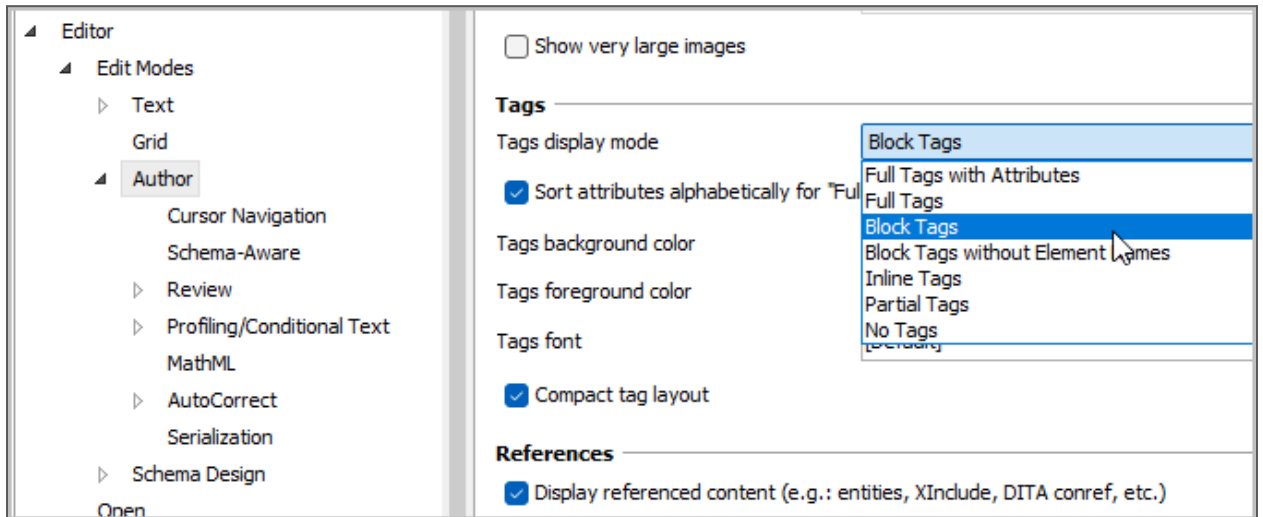 Editor
Edit Modes
Text
Grid
Author
Cursor Navigation
Schema-Aware
Review
Profiling/Conditional Text
MathML
AutoCorrect
Serialization
Schema Design
Open
Show very large images
Tags
Tags display mode
Block Tags
Full Tags with Attributes
Sort attributes alphabetically for "Ful
Full Tags
Block Tags
Tags background color
Block Tags without Element
Inline Tags
Tags foreground color
Partial Tags
No Tags
Tags font
Compact tag layout
References
Display referenced content (e.g.: entities, XInclude, DITA conref, etc.)